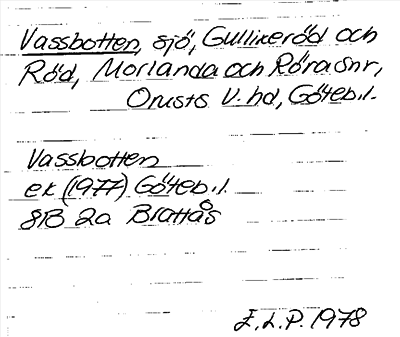 Vassbotten, sjö, Gullikeröd och
Röd, Morlanda och Röra snr,
Orusts V. hd, Göteb.l.
Vassbotten
ek (1977) Göteb.l.
8B 2a Brattås
E.L.P. 1978